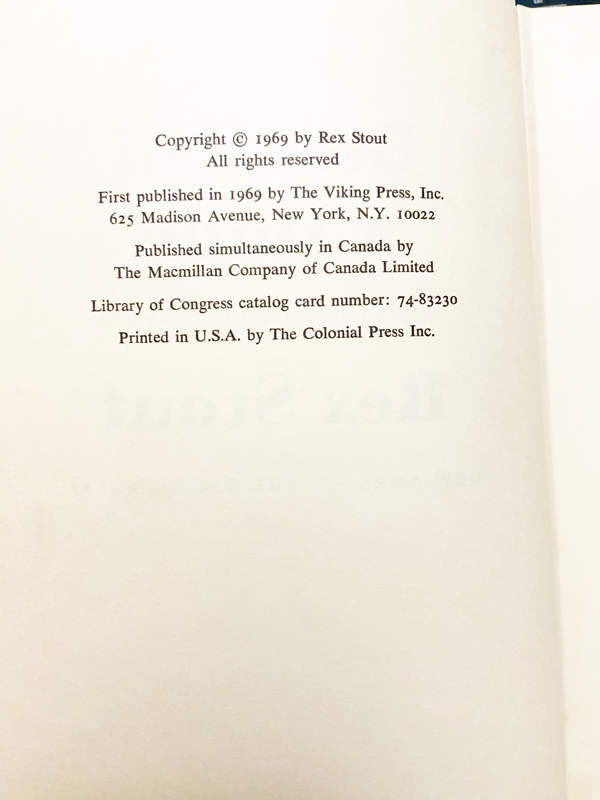 Copyright © 1969 by Rex Stout
All rights reserved
First published in 1969 by The Viking Press, Inc.
625 Madison Avenue, New York, N.Y. 10022
Published simultaneously in Canada by
The Macmillan Company of Canada Limited
Library of Congress catalog card number: 74-83230
Printed in U.S.A. by The Colonial Press Inc.
Rex Stout